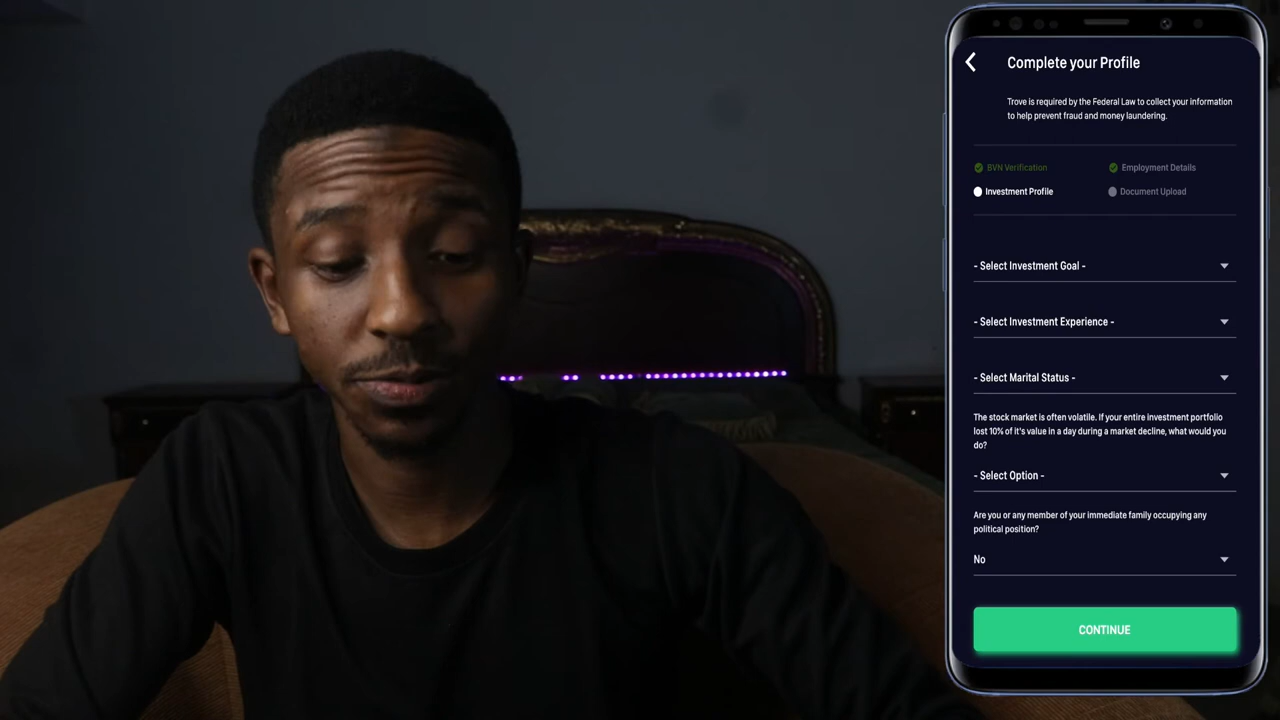 Complete your Profile
Trove is required by the Federal Law to collect your information
to help prevent fraud and money laundering.
BVN Verification
Employment Details
Investment Profile
Document Upload
- Select Investment Goal -
- Select Investment Experience -
- Select Marital Status -
The stock market is often volatile. If your entire investment portfolio
lost 10% of it's value in a day during a market decline, what would you
do?
- Select Option -
Are you or any member of your immediate family occupying any
political position?
No
CONTINUE